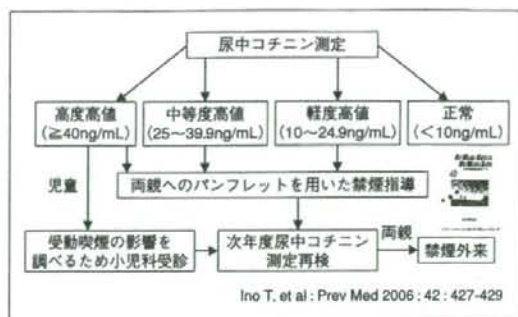 尿中コチニン測定
高度高値
(≧40ng/mL)
中等度高値
(25～39.9ng/mL)
軽度高値
(10～24.9ng/mL)
正常
(<10ng/mL)
児童
両親へのパンフレットを用いた禁煙指導
受動喫煙の影響を
調べるため小児科受診
次年度尿中コチニン
測定再検
両親
禁煙外来
Ino T, et al : Prev Med 2006 ; 42 : 427-429